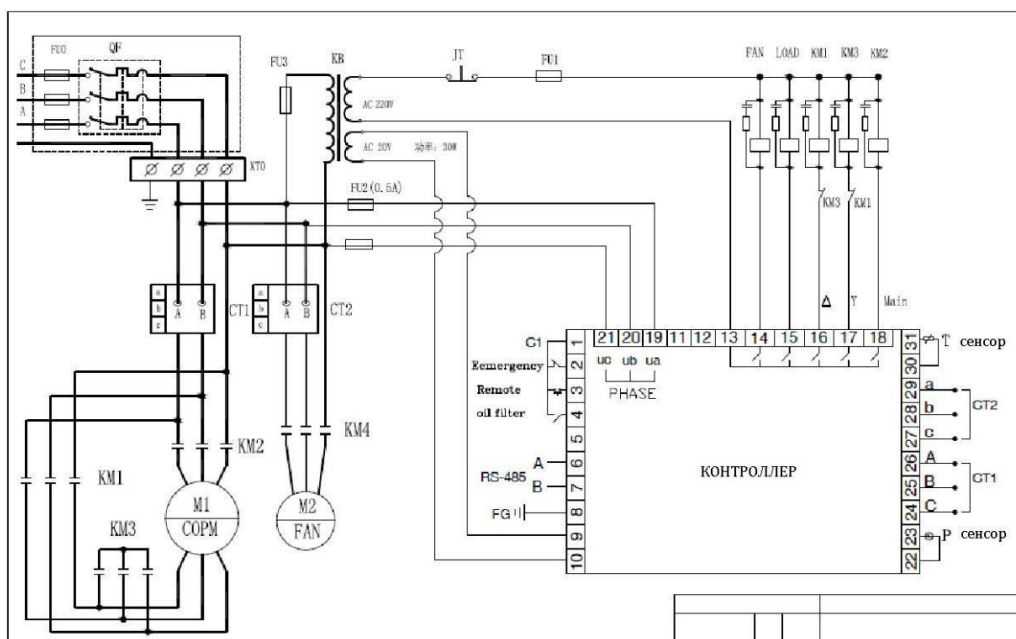 FU0
QF
C
B
A
XT0
FU3
KB
JT
FU1
AC 220V
AC 20V
功率: 30W
FU2(0.5A)
FAN
LOAD
KM1
KM3
KM2
KM3
KM1
Δ
Y
Main
a
b
c
A
B
CT1
a
b
c
A
B
CT2
KM2
KM4
KM1
KM3
M1
COPM
M2
FAN
21
20
19
11
12
13
14
15
16
17
18
uc
ub
ua
PHASE
G1
Eemergency
Remote
oil filter
RS-485
A
B
FG
1
2
3
4
5
6
7
8
9
10
КОНТРОЛЛЕР
31
30
29
28
27
26
25
24
23
22
T сенсор
a
b
c
CT2
A
B
C
CT1
P сенсор